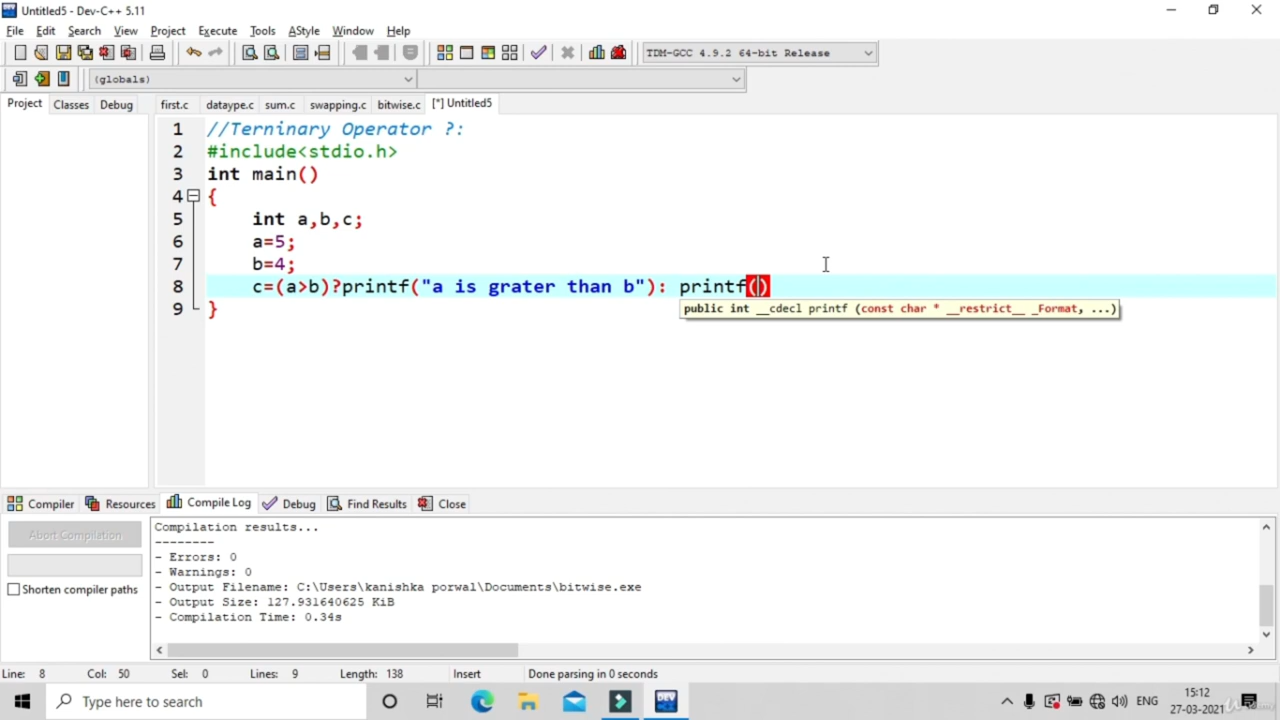 Untitled5 - Dev-C++ 5.11
File Edit Search View Project Execute Tools AStyle Window Help
TDM-GCC 4.9.2 64-bit Release
(globals)
Project Classes Debug first.c dataype.c sum.c swapping.c bitwise.c [*] Untitled5
1 //Terninary Operator ?:
2 #include<stdio.h>
3 int main()
4 {
5 int a,b,c;
6 a=5;
7 b=4;
8 c=(a>b)?printf("a is grater than b"): printf()
9 }
public int __cdecl printf (const char * __restrict__ _Format, ...)
Compiler Resources Compile Log Debug Find Results Close
Abort Compilation
Shorten compiler paths
Compilation results...
--------
- Errors: 0
- Warnings: 0
- Output Filename: C:\Users\kanishka porwal\Documents\bitwise.exe
- Output Size: 127.931640625 KiB
- Compilation Time: 0.34s
Line: 8 Col: 50 Sel: 0 Lines: 9 Length: 138 Insert Done parsing in 0 seconds
Type here to search
DEV
ENG
15:12
27-03-2021